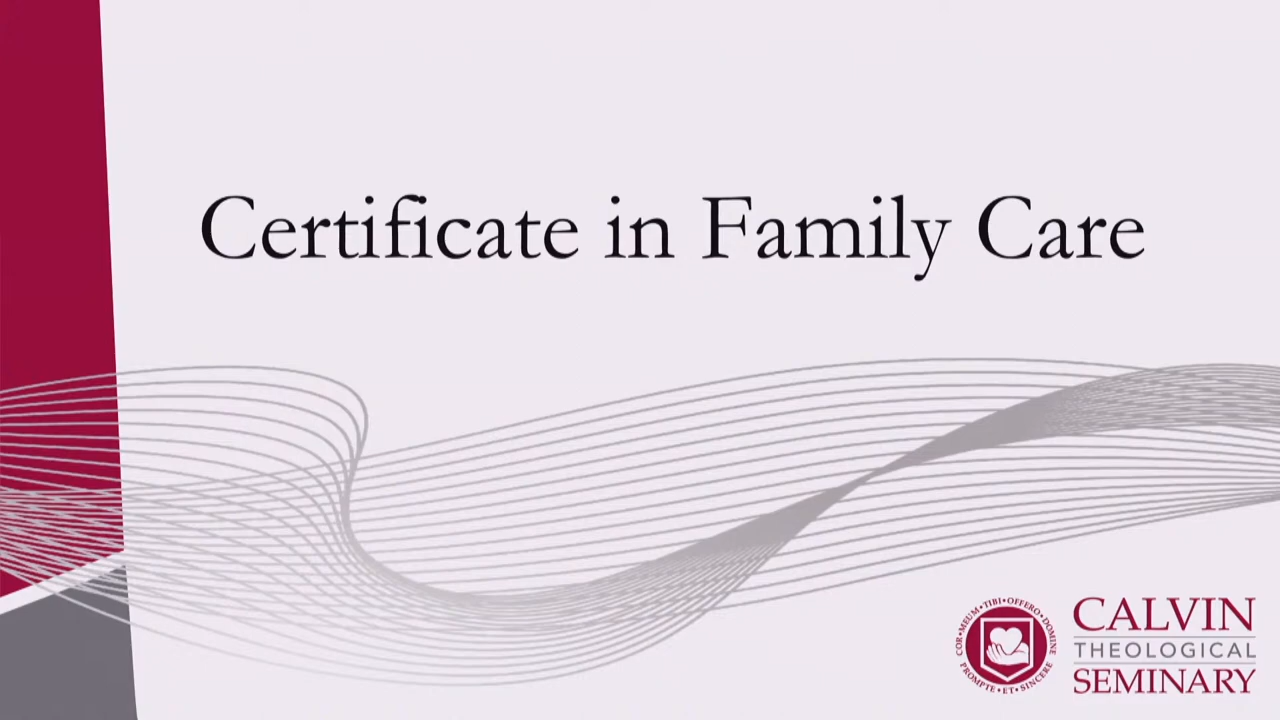 Certificate in Family Care
COR·MEUM·TIBI·OFFERO·DOMINE
PROMPTE·ET·SINCERE
CALVIN
THEOLOGICAL
SEMINARY